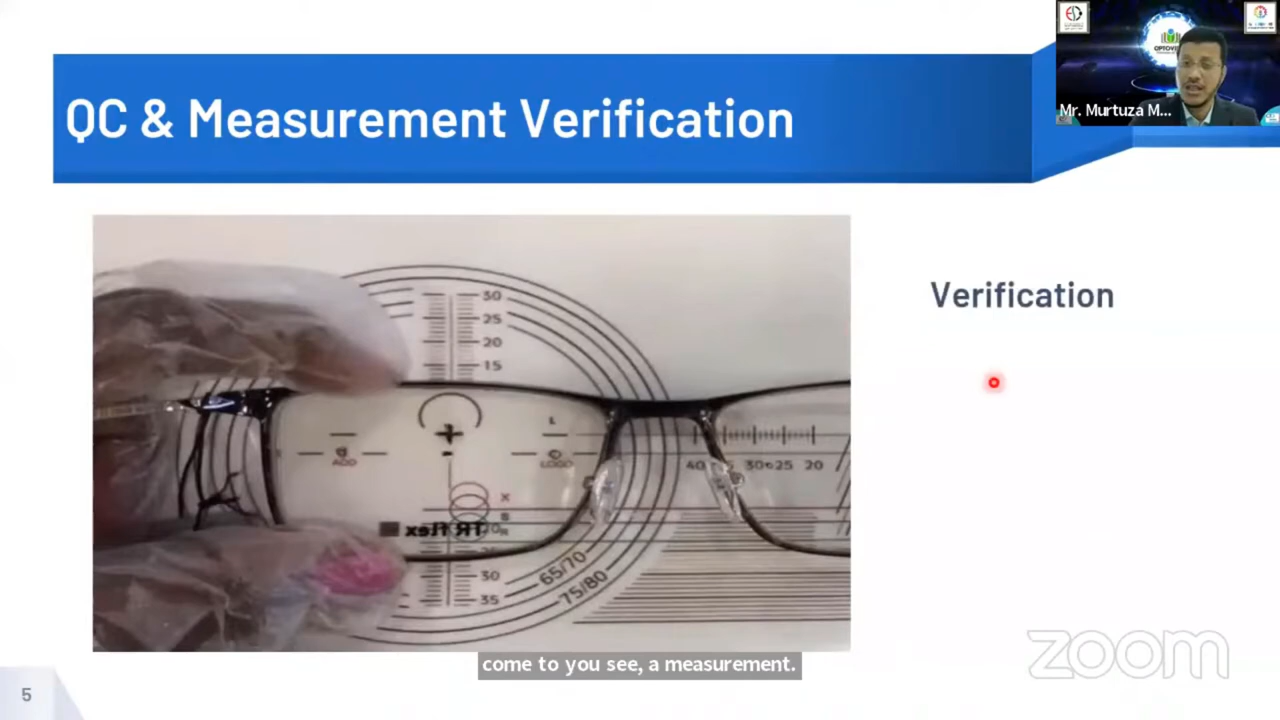 QC & Measurement Verification
Mr. Murtuza M...
Verification
30
25
20
15
L
ADD
LOGO
40
30
25
20
X
TR flex
30
35
65/70
75/80
come to you see, a measurement.
zoom
5